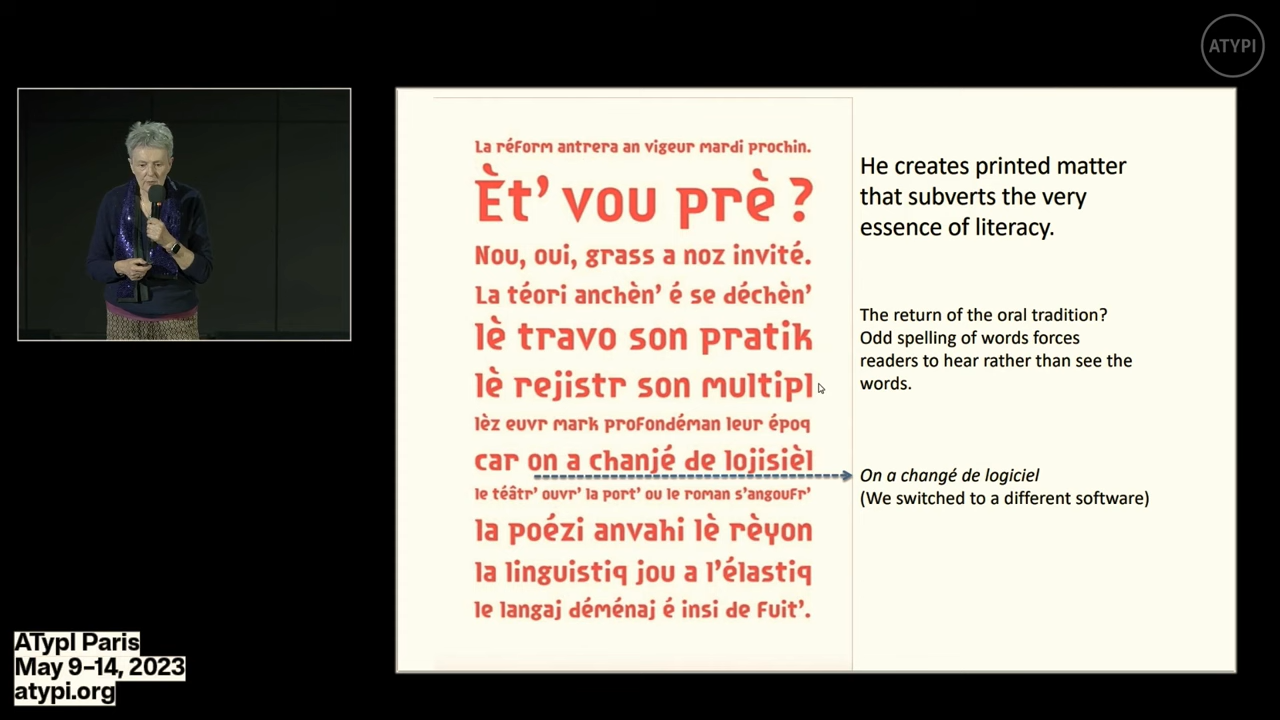 ATYPI
La réform antrera an vigeur mardi prochin.
Èt’ vou prè ?
Nou, oui, grass a noz invité.
La téori anchèn’ é se déchèn’
lè travo son pratik
lè rejistr son multipl
lèz euvr mark profondéman leur époq
car on a chanjé de lojisièl
le téâtr’ ouvr’ la port’ ou le roman s’angoufr’
la poézi anvahi lè rèyon
la linguistiq jou a l’élastiq
le langaj déménaj é insi de fuit’.
He creates printed matter
that subverts the very
essence of literacy.
The return of the oral tradition?
Odd spelling of words forces
readers to hear rather than see the
words.
On a changé de logiciel
(We switched to a different software)
ATypI Paris
May 9–14, 2023
atypi.org